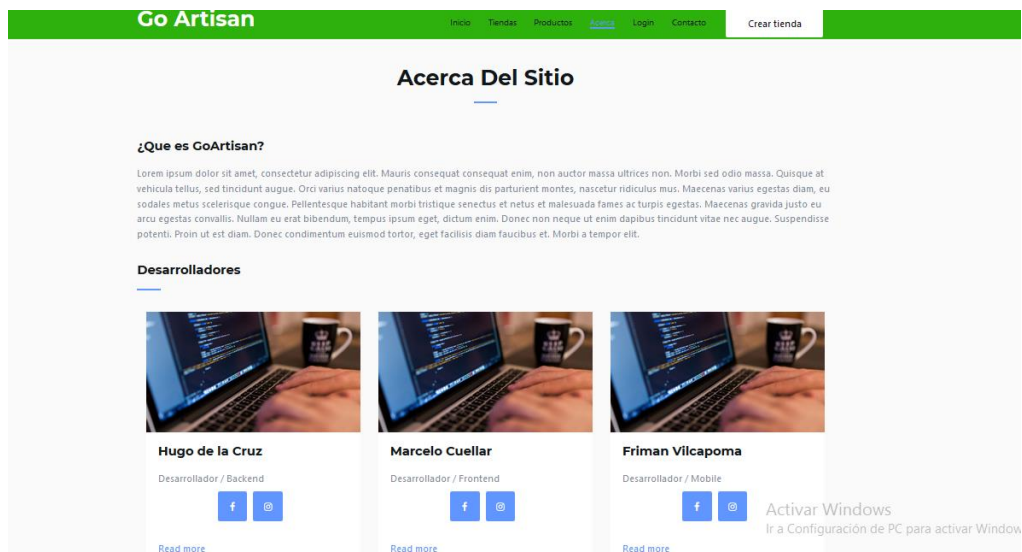 Go Artisan
Inicio Tiendas Productos Acerca Login Contacto Crear tienda
Acerca Del Sitio
¿Que es GoArtisan?
Lorem ipsum dolor sit amet, consectetur adipiscing elit. Mauris consequat consequat enim, non auctor massa ultrices non. Morbi sed odio massa. Quisque at
vehicula tellus, sed tincidunt augue. Orci varius natoque penatibus et magnis dis parturient montes, nascetur ridiculus mus. Maecenas varius egestas diam, eu
sodales metus scelerisque congue. Pellentesque habitant morbi tristique senectus et netus et malesuada fames ac turpis egestas. Maecenas gravida justo eu
arcu egestas convallis. Nullam eu erat bibendum, tempus ipsum eget, dictum enim. Donec non neque ut enim dapibus tincidunt vitae nec augue. Suspendisse
potenti. Proin ut est diam. Donec condimentum euismod tortor, eget facilisis diam faucibus et. Morbi a tempor elit.
Desarrolladores
Hugo de la Cruz
Desarrollador / Backend
Read more
Marcelo Cuellar
Desarrollador / Frontend
Read more
Friman Vilcapoma
Desarrollador / Mobile
Read more
Activar Windows
Ir a Configuración de PC para activar Window